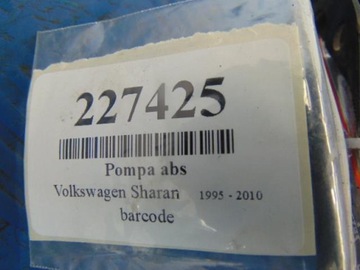 227425
Pompa abs
Volkswagen Sharan 1995 - 2010
barcode